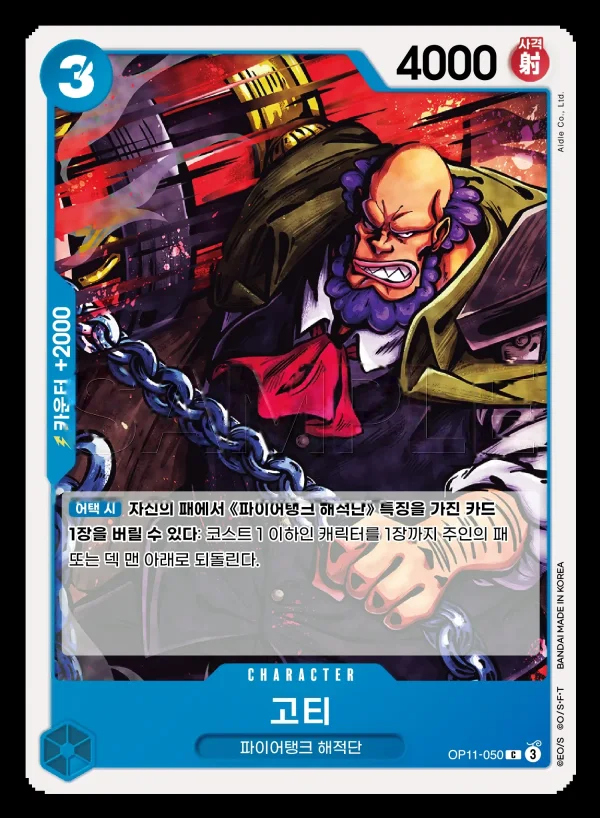 3
4000
사격
射
Aidle Co., Ltd.
카운터 +2000
SAMPLE
어택 시 자신의 패에서 《파이어탱크 해적단》 특징을 가진 카드
1장을 버릴 수 있다: 코스트 1 이하인 캐릭터를 1장까지 주인의 패
또는 덱 맨 아래로 되돌린다.
CHARACTER
고티
파이어탱크 해적단
OP11-050 C 3
©EO/S ©O/S·F·T BANDAI MADE IN KOREA